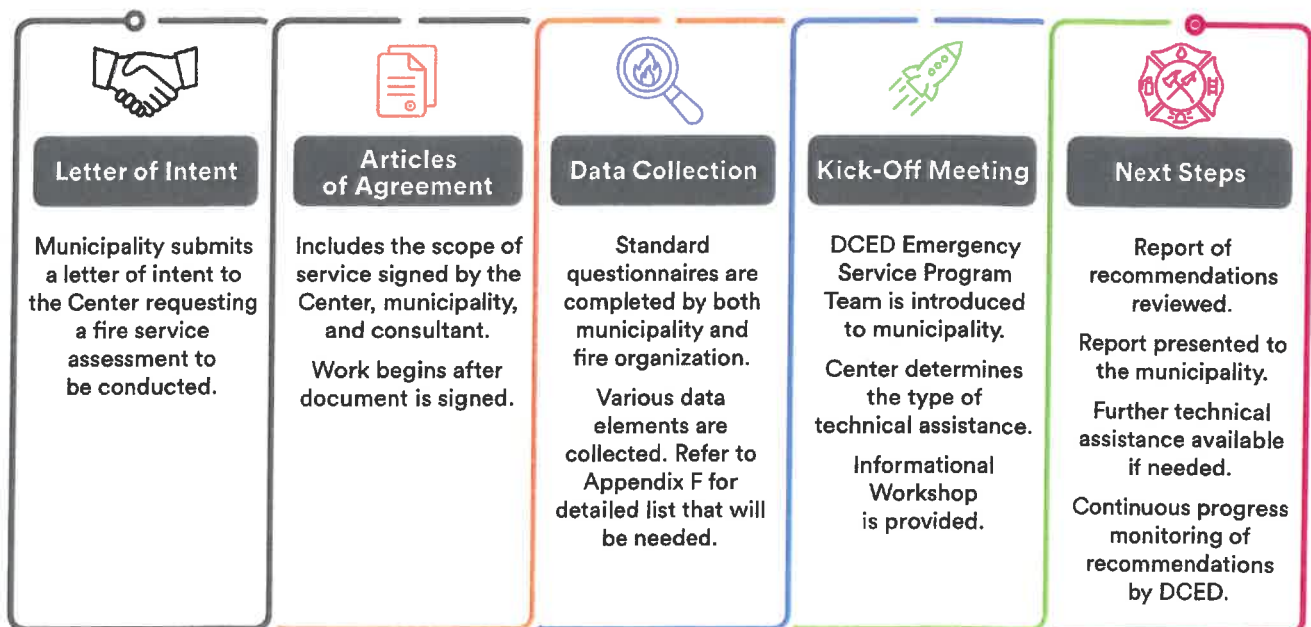 Letter of Intent
Municipality submits
a letter of intent to
the Center requesting
a fire service
assessment to
be conducted.
Articles
of Agreement
Includes the scope of
service signed by the
Center, municipality,
and consultant.
Work begins after
document is signed.
Data Collection
Standard
questionnaires are
completed by both
municipality and
fire organization.
Various data
elements are
collected. Refer to
Appendix F for
detailed list that will
be needed.
Kick-Off Meeting
DCED Emergency
Service Program
Team is introduced
to municipality.
Center determines
the type of
technical assistance.
Informational
Workshop
is provided.
Next Steps
Report of
recommendations
reviewed.
Report presented to
the municipality.
Further technical
assistance available
if needed.
Continuous progress
monitoring of
recommendations
by DCED.